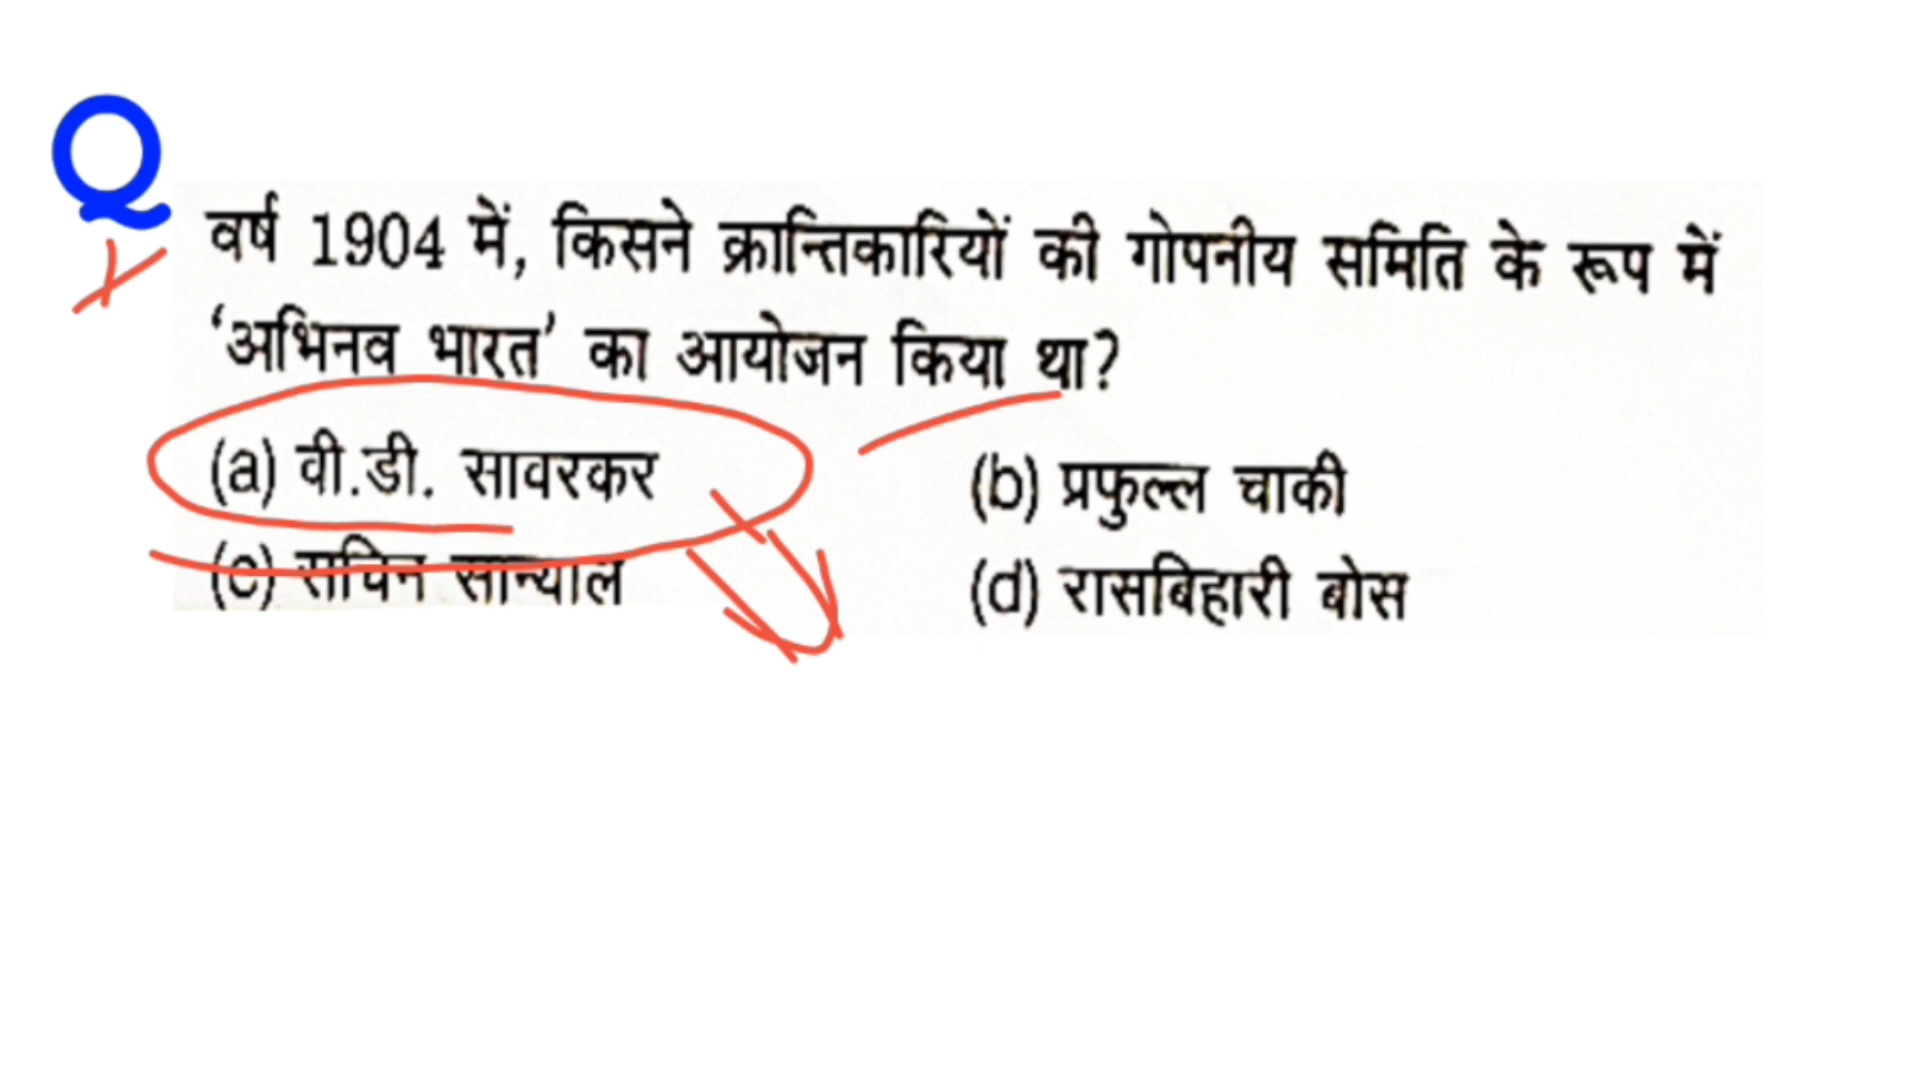 Q
वर्ष 1904 में, किसने क्रान्तिकारियों की गोपनीय समिति के रूप में
‘अभिनव भारत’ का आयोजन किया था?
(a) वी.डी. सावरकर (b) प्रफुल्ल चाकी
(c) सचिन सान्याल (d) रासबिहारी बोस